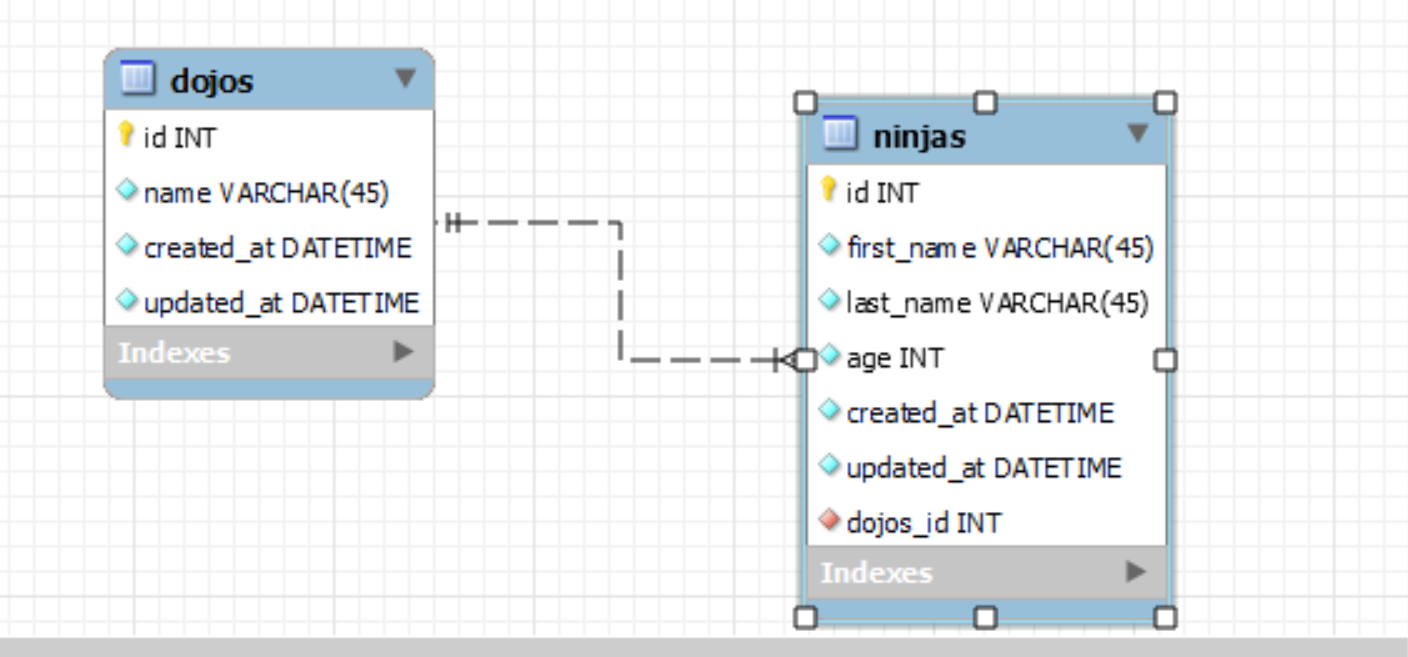 dojos
id INT
name VARCHAR(45)
created_at DATETIME
updated_at DATETIME
Indexes
ninjas
id INT
first_name VARCHAR(45)
last_name VARCHAR(45)
age INT
created_at DATETIME
updated_at DATETIME
dojos_id INT
Indexes